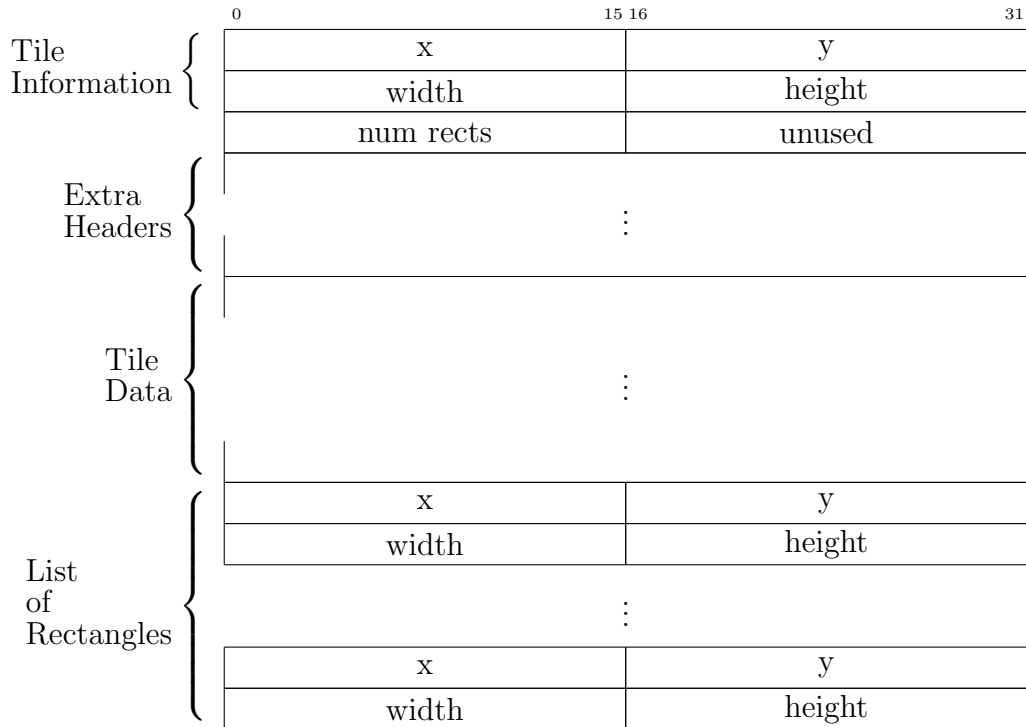 0 15 16 31
Tile
Information
x y
width height
num rects unused
Extra
Headers
⋮
Tile
Data
⋮
List
of
Rectangles
x y
width height
⋮
x y
width height